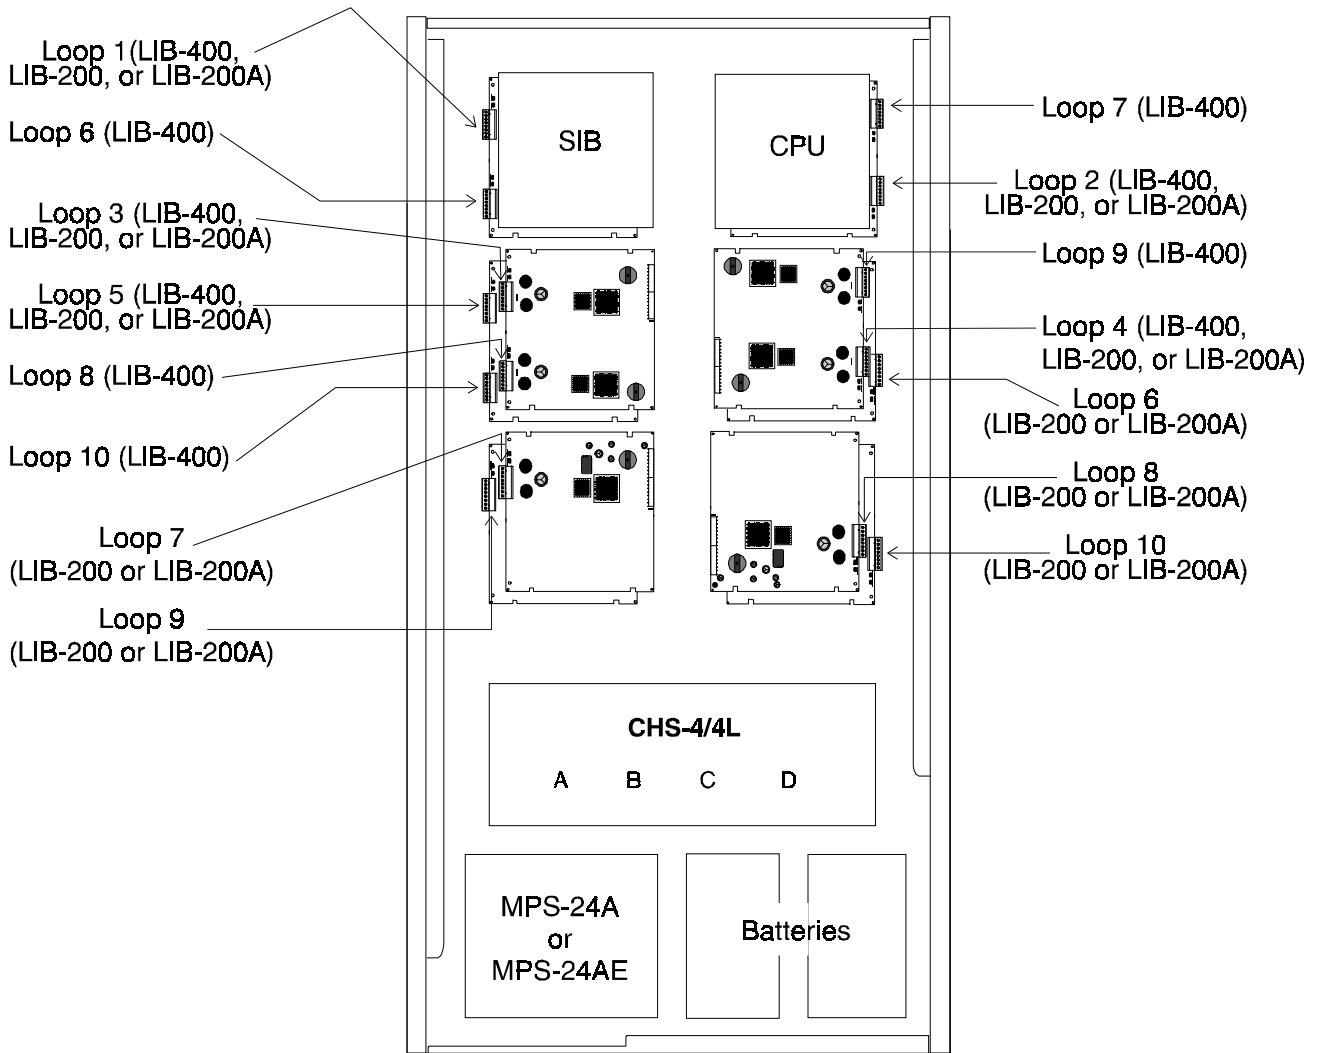 Loop 1(LIB-400,
LIB-200, or LIB-200A)
Loop 6 (LIB-400)
Loop 3 (LIB-400,
LIB-200, or LIB-200A)
Loop 5 (LIB-400,
LIB-200, or LIB-200A)
Loop 8 (LIB-400)
Loop 10 (LIB-400)
Loop 7
(LIB-200 or LIB-200A)
Loop 9
(LIB-200 or LIB-200A)
SIB
CPU
Loop 7 (LIB-400)
Loop 2 (LIB-400,
LIB-200, or LIB-200A)
Loop 9 (LIB-400)
Loop 4 (LIB-400,
LIB-200, or LIB-200A)
Loop 6
(LIB-200 or LIB-200A)
Loop 8
(LIB-200 or LIB-200A)
Loop 10
(LIB-200 or LIB-200A)
CHS-4/4L
A B C D
MPS-24A
or
MPS-24AE
Batteries